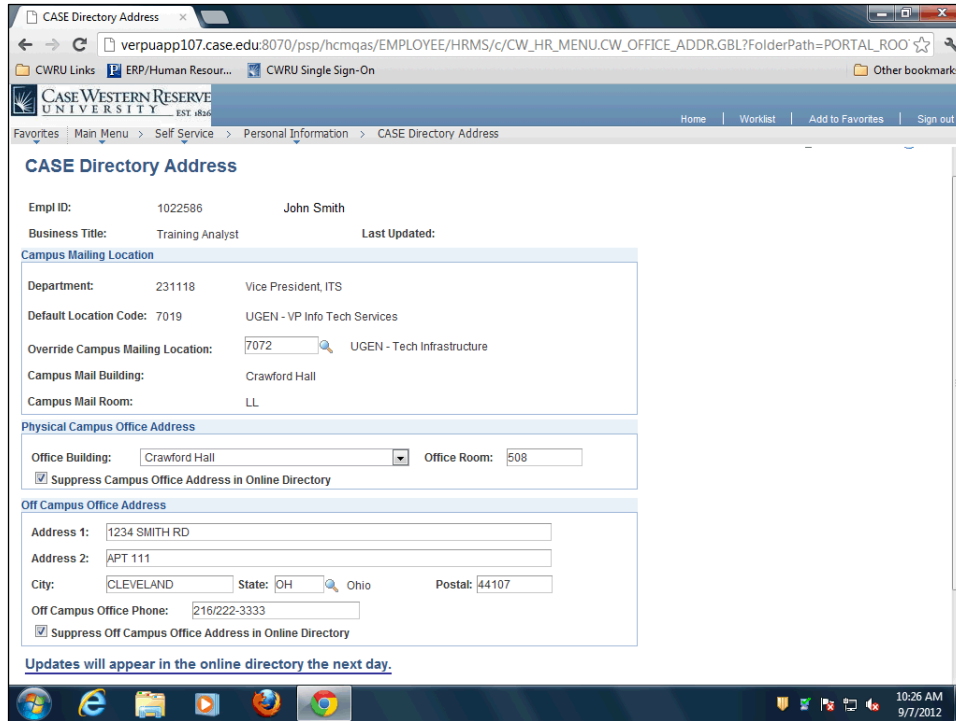 CASE Directory Address
verpuapp107.case.edu:8070/psp/hcmqas/EMPLOYEE/HRMS/c/CW_HR_MENU.CW_OFFICE_ADDR.GBL?FolderPath=PORTAL_ROO
CWRU Links ERP/Human Resour... CWRU Single Sign-On Other bookmark
CASE WESTERN RESERVE
UNIVERSITY EST. 1826
Home | Worklist | Add to Favorites | Sign out
Favorites Main Menu > Self Service > Personal Information > CASE Directory Address
CASE Directory Address
Empl ID: 1022586 John Smith
Business Title: Training Analyst Last Updated:
Campus Mailing Location
Department: 231118 Vice President, ITS
Default Location Code: 7019 UGEN - VP Info Tech Services
Override Campus Mailing Location: 7072 UGEN - Tech Infrastructure
Campus Mail Building: Crawford Hall
Campus Mail Room: LL
Physical Campus Office Address
Office Building: Crawford Hall Office Room: 508
Suppress Campus Office Address in Online Directory
Off Campus Office Address
Address 1: 1234 SMITH RD
Address 2: APT 111
City: CLEVELAND State: OH Ohio Postal: 44107
Off Campus Office Phone: 216/222-3333
Suppress Off Campus Office Address in Online Directory
Updates will appear in the online directory the next day.
10:26 AM
9/7/2012